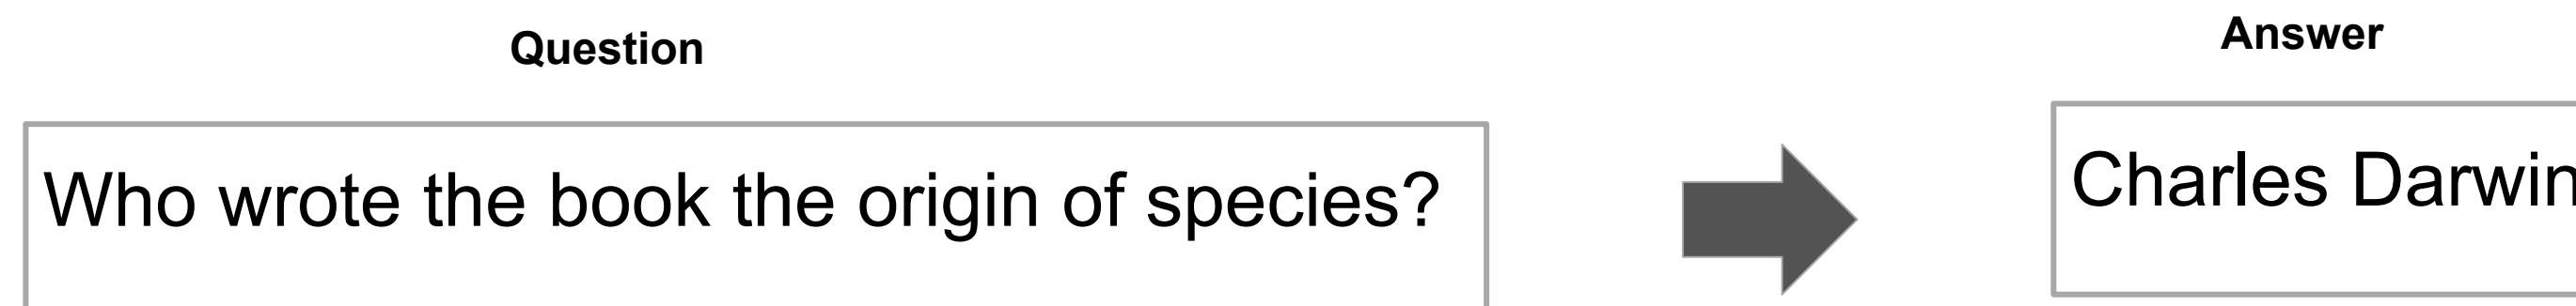 Question
Answer
Who wrote the book the origin of species?
Charles Darwin